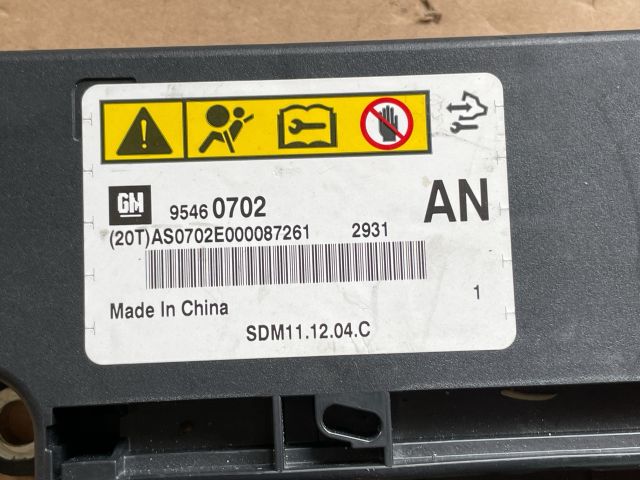 GM 9546 0702 AN
(20T)AS0702E000087261 2931
Made In China 1
SDM11.12.04.C